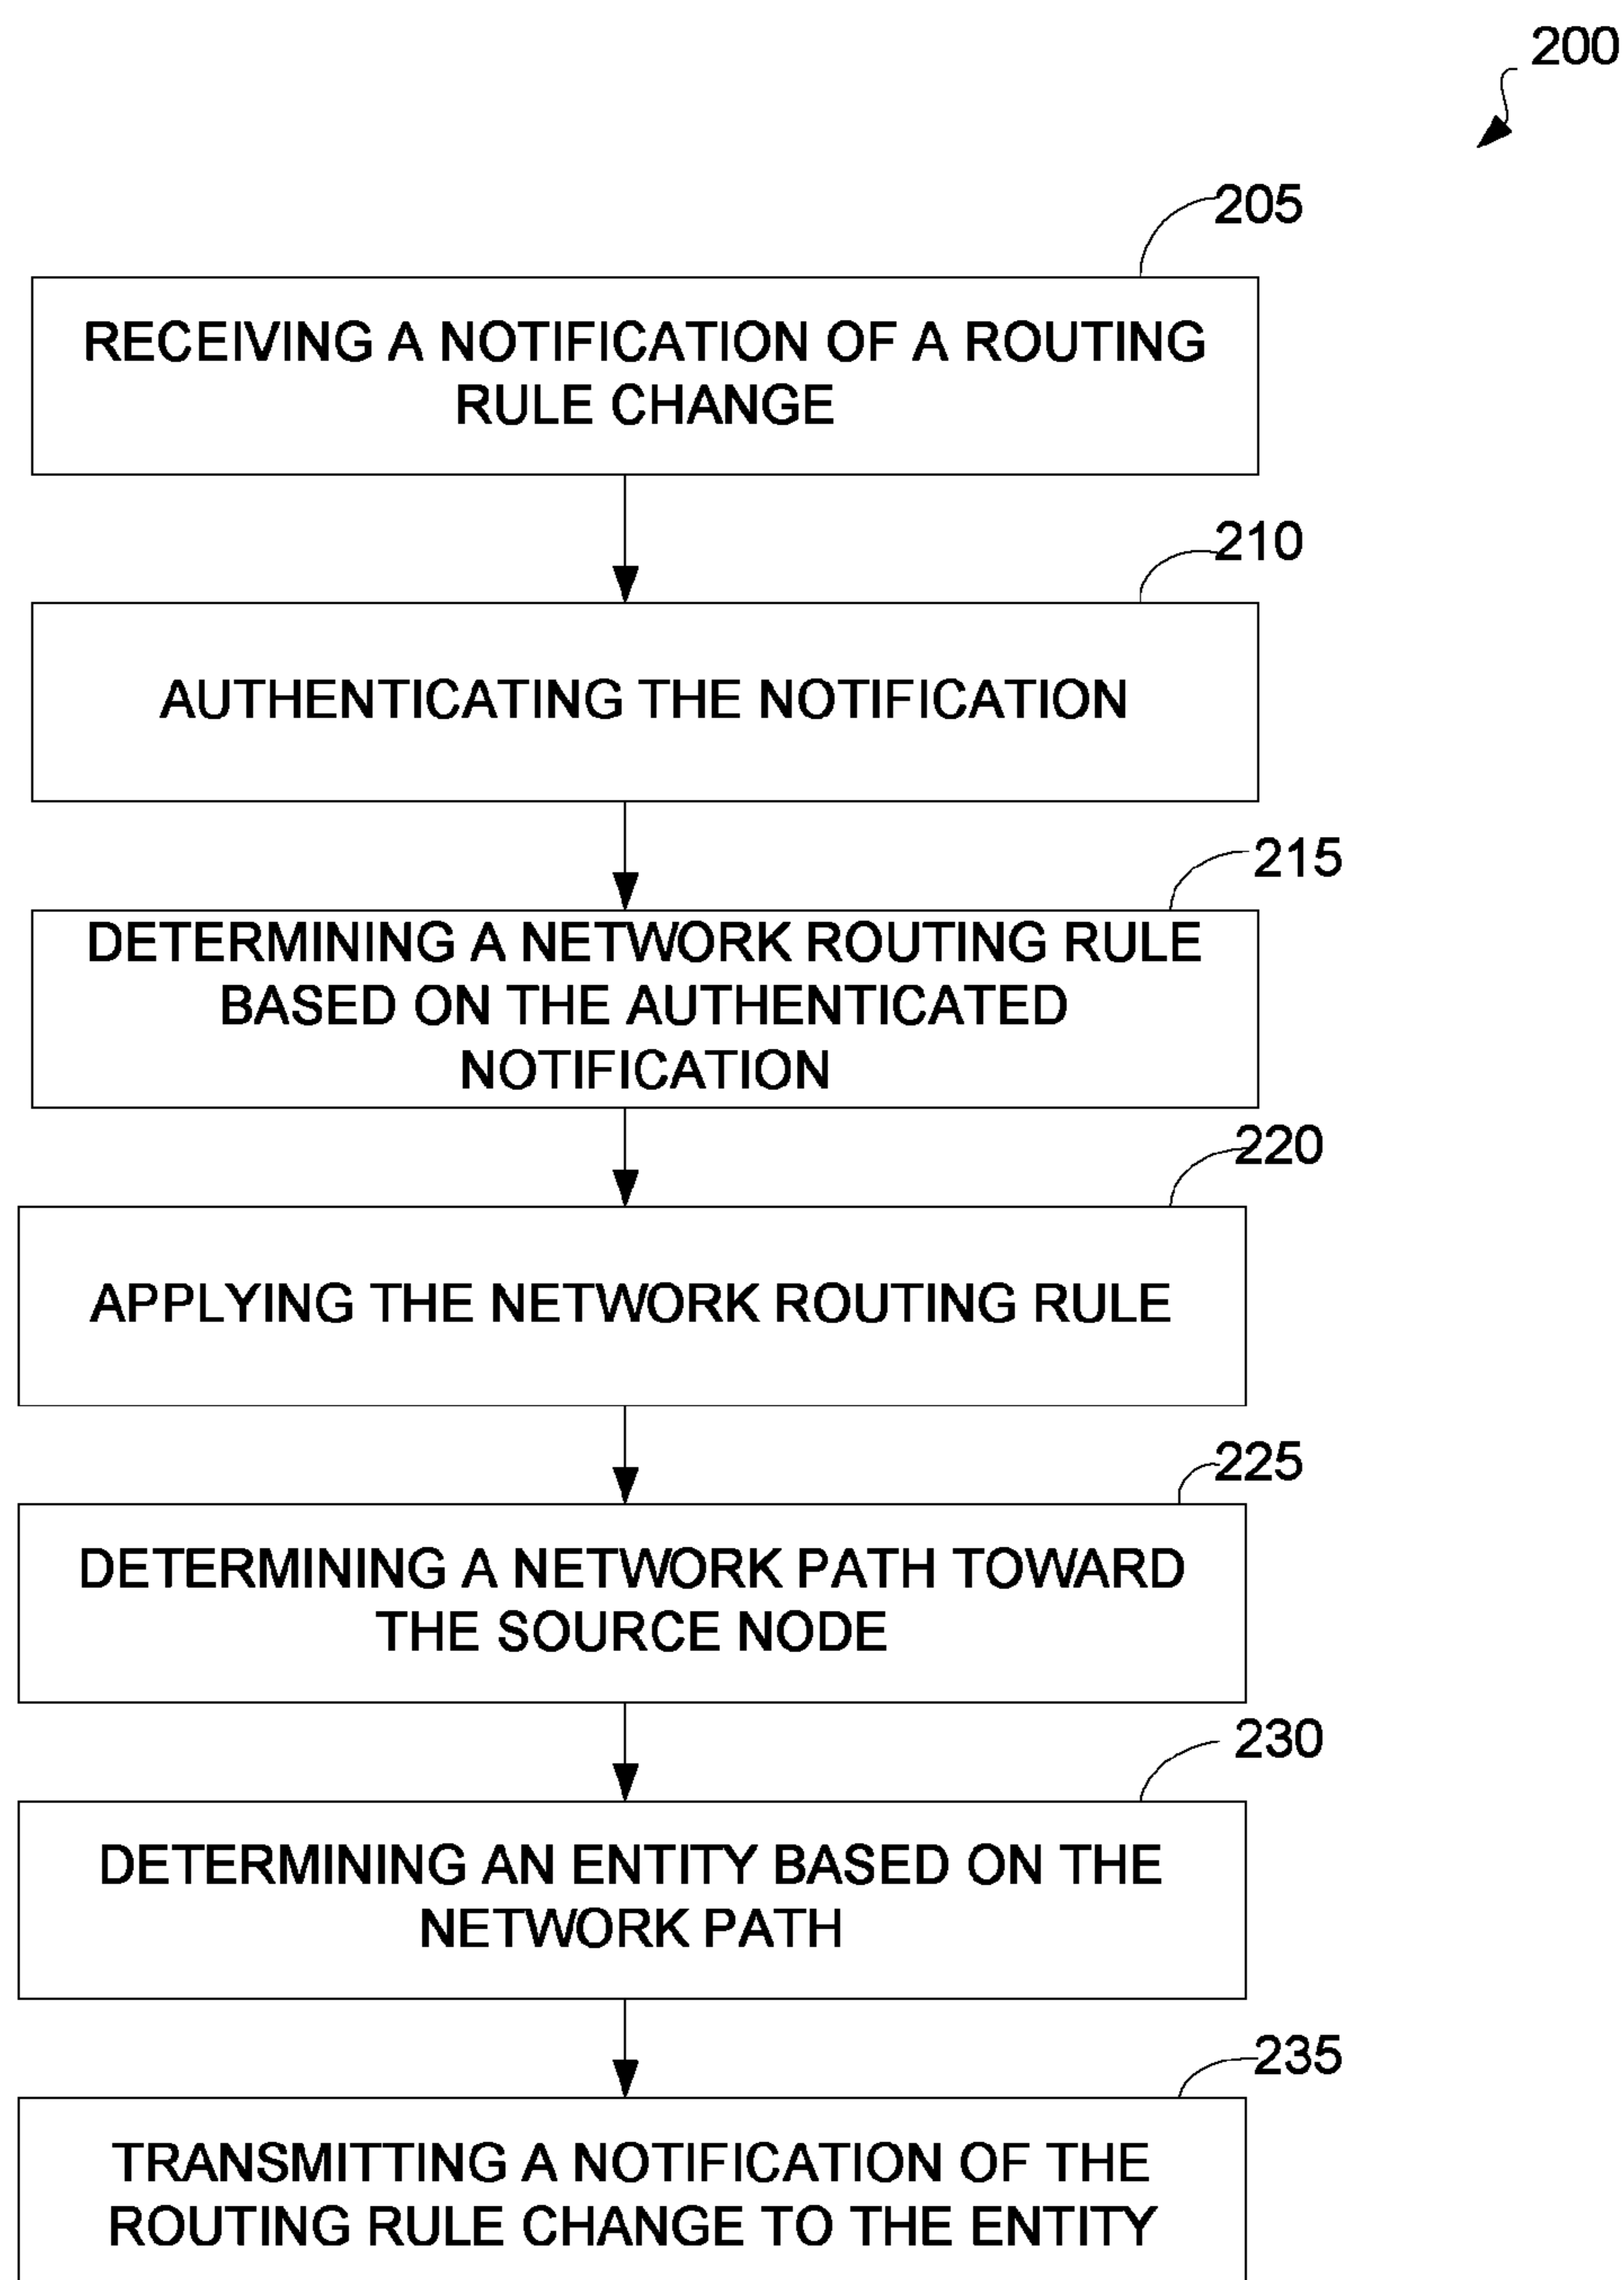 200
205
RECEIVING A NOTIFICATION OF A ROUTING
RULE CHANGE
210
AUTHENTICATING THE NOTIFICATION
215
DETERMINING A NETWORK ROUTING RULE
BASED ON THE AUTHENTICATED
NOTIFICATION
220
APPLYING THE NETWORK ROUTING RULE
225
DETERMINING A NETWORK PATH TOWARD
THE SOURCE NODE
230
DETERMINING AN ENTITY BASED ON THE
NETWORK PATH
235
TRANSMITTING A NOTIFICATION OF THE
ROUTING RULE CHANGE TO THE ENTITY